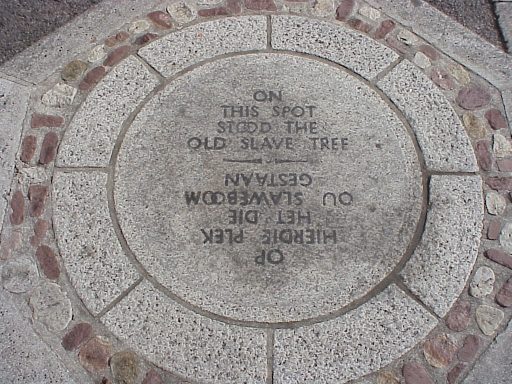 ON
THIS SPOT
STOOD THE
OLD SLAVE TREE
OP
HIERDIE PLEK
HET DIE
OU SLAWEBOOM
GESTAAN